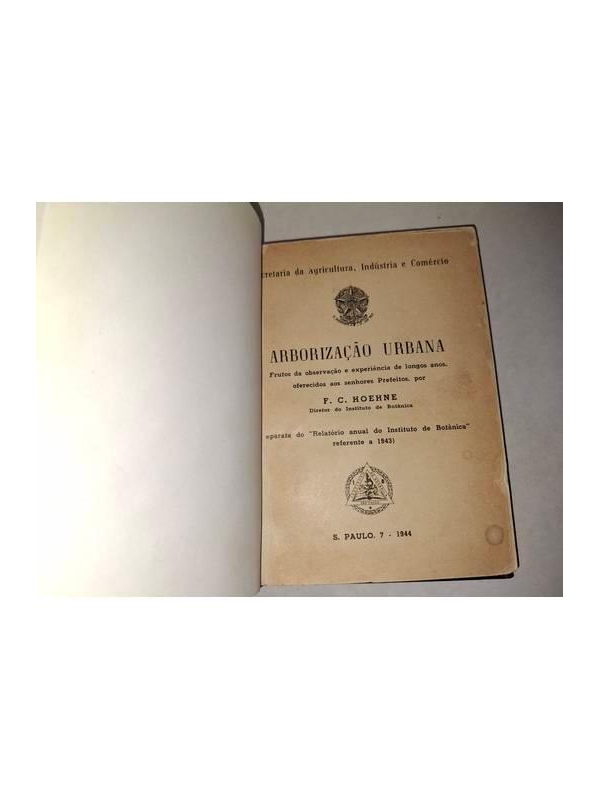 cretaria da Agricultura, Indústria e Comércio
ARBORIZAÇÃO URBANA
Frutos da observação e experiência de longos anos,
oferecidos aos senhores Prefeitos, por
F. C. HOEHNE
Diretor do Instituto de Botânica
eparata do "Relatório anual do Instituto de Botânica"
referente a 1943)
S. PAULO, 7 - 1944